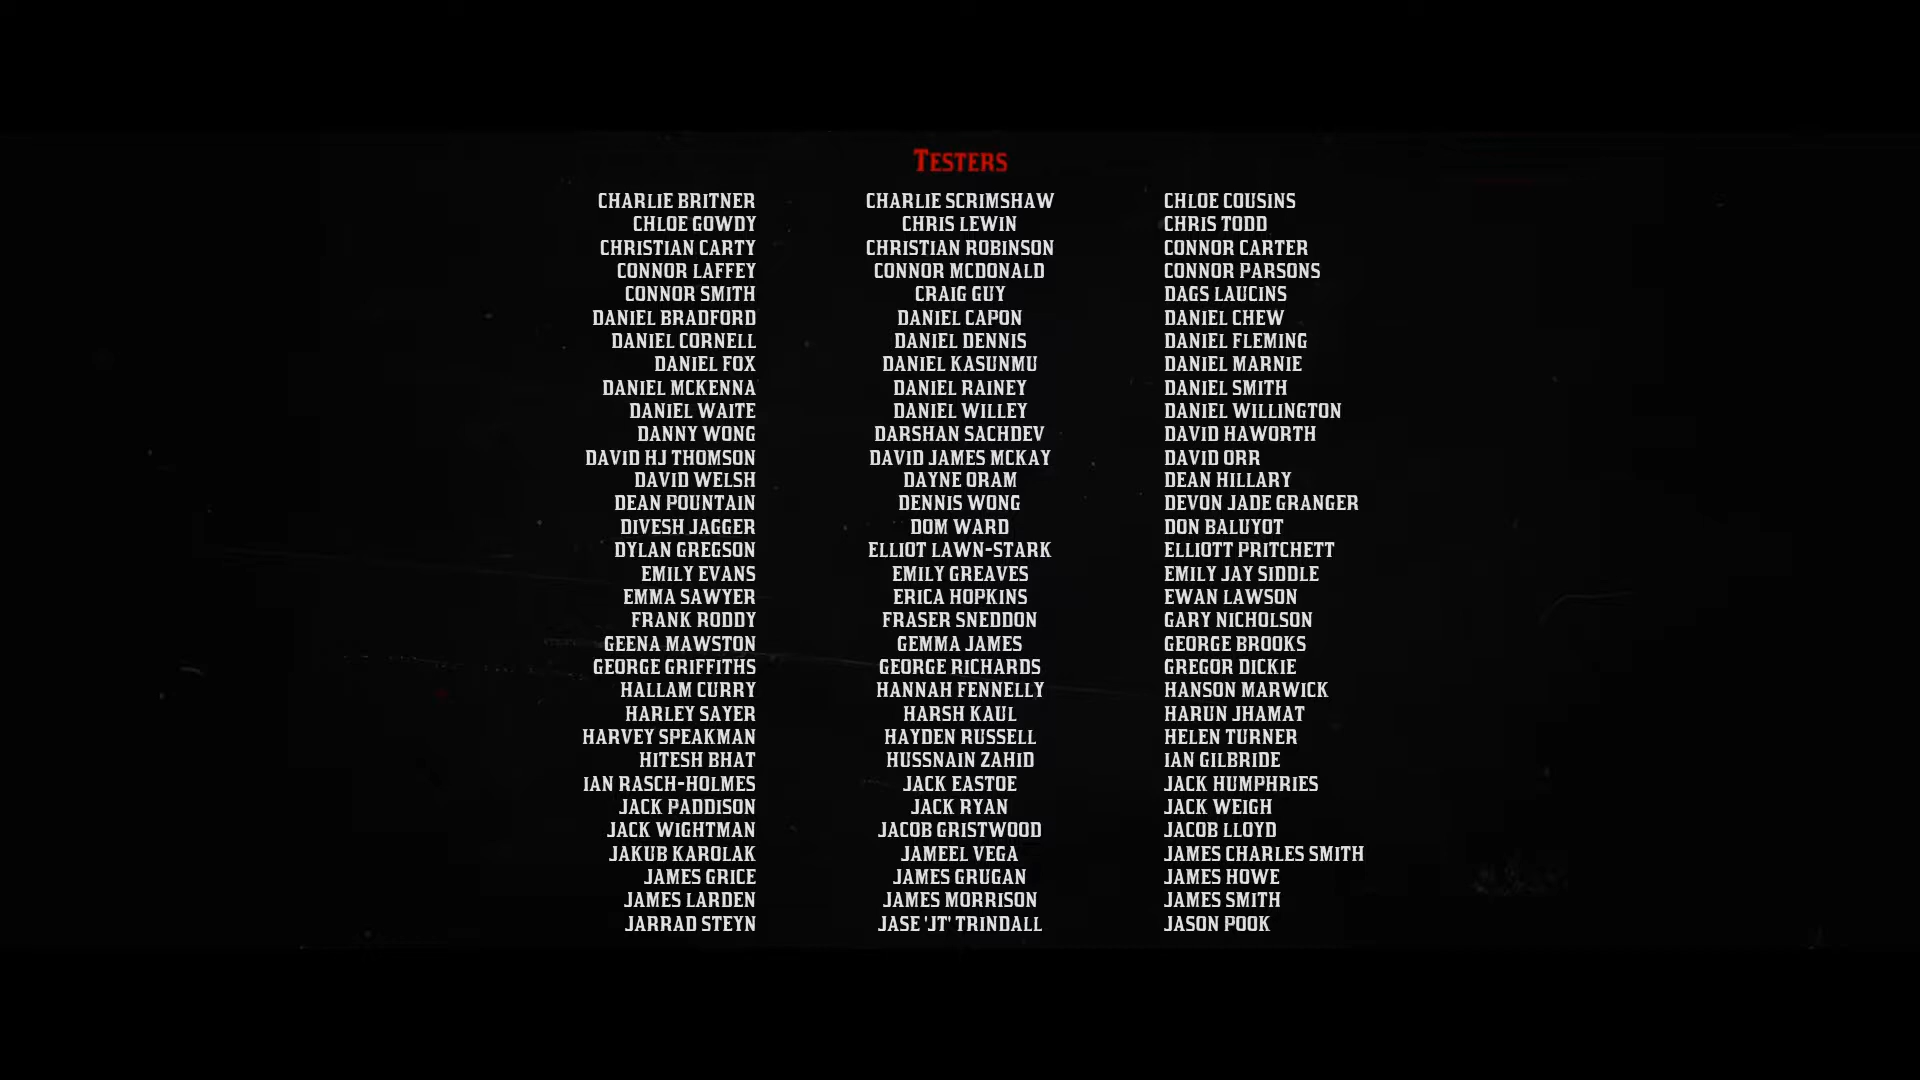 TESTERS
CHARLIE BRITNER CHARLIE SCRIMSHAW CHLOE COUSINS
CHLOE GOWDY CHRIS LEWIN CHRIS TODD
CHRISTIAN CARTY CHRISTIAN ROBINSON CONNOR CARTER
CONNOR LAFFEY CONNOR MCDONALD CONNOR PARSONS
CONNOR SMITH CRAIG GUY DAGS LAUCINS
DANIEL BRADFORD DANIEL CAPON DANIEL CHEW
DANIEL CORNELL DANIEL DENNIS DANIEL FLEMING
DANIEL FOX DANIEL KASUNMU DANIEL MARNIE
DANIEL MCKENNA DANIEL RAINEY DANIEL SMITH
DANIEL WAITE DANIEL WILLEY DANIEL WILLINGTON
DANNY WONG DARSHAN SACHDEV DAVID HAWORTH
DAVID HJ THOMSON DAVID JAMES MCKAY DAVID ORR
DAVID WELSH DAYNE ORAM DEAN HILLARY
DEAN POUNTAIN DENNIS WONG DEVON JADE GRANGER
DIVESH JAGGER DOM WARD DON BALUYOT
DYLAN GREGSON ELLIOT LAWN-STARK ELLIOTT PRITCHETT
EMILY EVANS EMILY GREAVES EMILY JAY SIDDLE
EMMA SAWYER ERICA HOPKINS EWAN LAWSON
FRANK RODDY FRASER SNEDDON GARY NICHOLSON
GEENA MAWSTON GEMMA JAMES GEORGE BROOKS
GEORGE GRIFFITHS GEORGE RICHARDS GREGOR DICKIE
HALLAM CURRY HANNAH FENNELLY HANSON MARWICK
HARLEY SAYER HARSH KAUL HARUN JHAMAT
HARVEY SPEAKMAN HAYDEN RUSSELL HELEN TURNER
HITESH BHAT HUSSNAIN ZAHID IAN GILBRIDE
IAN RASCH-HOLMES JACK EASTOE JACK HUMPHRIES
JACK PADDISON JACK RYAN JACK WEIGH
JACK WIGHTMAN JACOB GRISTWOOD JACOB LLOYD
JAKUB KAROLAK JAMEEL VEGA JAMES CHARLES SMITH
JAMES GRICE JAMES GRUGAN JAMES HOWE
JAMES LARDEN JAMES MORRISON JAMES SMITH
JARRAD STEYN JASE 'JT' TRINDALL JASON POOK